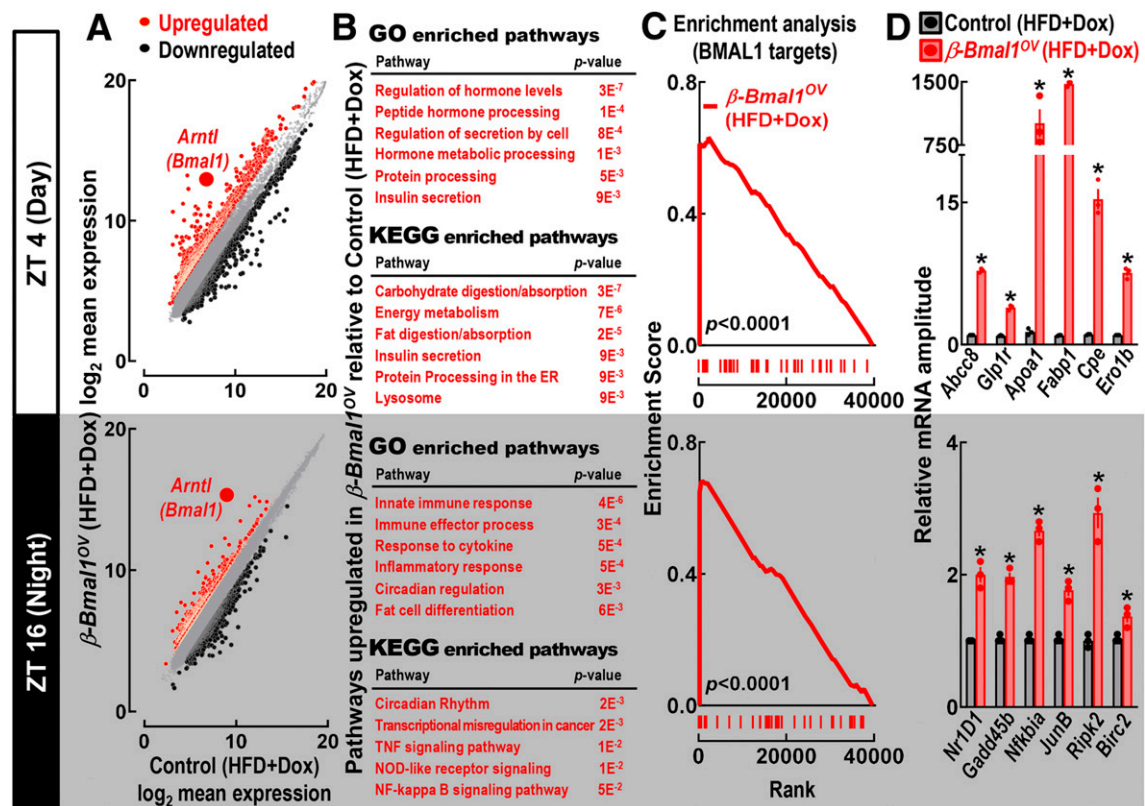 A
Upregulated
Downregulated
ZT 4 (Day)
ZT 16 (Night)
β-Bmal1OV (HFD+Dox) log2 mean expression
20
10
0
Arntl
(Bmal1)
0 10 20
20
10
0
Arntl
(Bmal1)
0 10 20
Control (HFD+Dox)
log2 mean expression
B
Pathways upregulated in β-Bmal1OV relative to Control (HFD+Dox)
GO enriched pathways
Pathway p-value
Regulation of hormone levels 3E-7
Peptide hormone processing 1E-4
Regulation of secretion by cell 8E-4
Hormone metabolic processing 1E-3
Protein processing 5E-3
Insulin secretion 9E-3
KEGG enriched pathways
Pathway p-value
Carbohydrate digestion/absorption 3E-7
Energy metabolism 7E-6
Fat digestion/absorption 2E-5
Insulin secretion 9E-3
Protein Processing in the ER 9E-3
Lysosome 9E-3
GO enriched pathways
Pathway p-value
Innate immune response 4E-6
Immune effector process 3E-4
Response to cytokine 5E-4
Inflammatory response 5E-4
Circadian regulation 3E-3
Fat cell differentiation 6E-3
KEGG enriched pathways
Pathway p-value
Circadian Rhythm 2E-3
Transcriptional misregulation in cancer 2E-3
TNF signaling pathway 1E-2
NOD-like receptor signaling 1E-2
NF-kappa B signaling pathway 5E-2
C
Enrichment analysis
(BMAL1 targets)
Enrichment Score
0.8
0.4
0.0
β-Bmal1OV
(HFD+Dox)
p<0.0001
0 20000 40000
0.8
0.4
0.0
p<0.0001
0 20000 40000
Rank
D
Control (HFD+Dox)
β-Bmal1OV (HFD+Dox)
Relative mRNA amplitude
1500
750
15
0
* * * * * *
Abcc8 Glp1r Apoa1 Fabp1 Cpe Ero1b
4
2
0
* * * * * *
Nr1D1 Gadd45b Nfkbia JunB Ripk2 Birc2